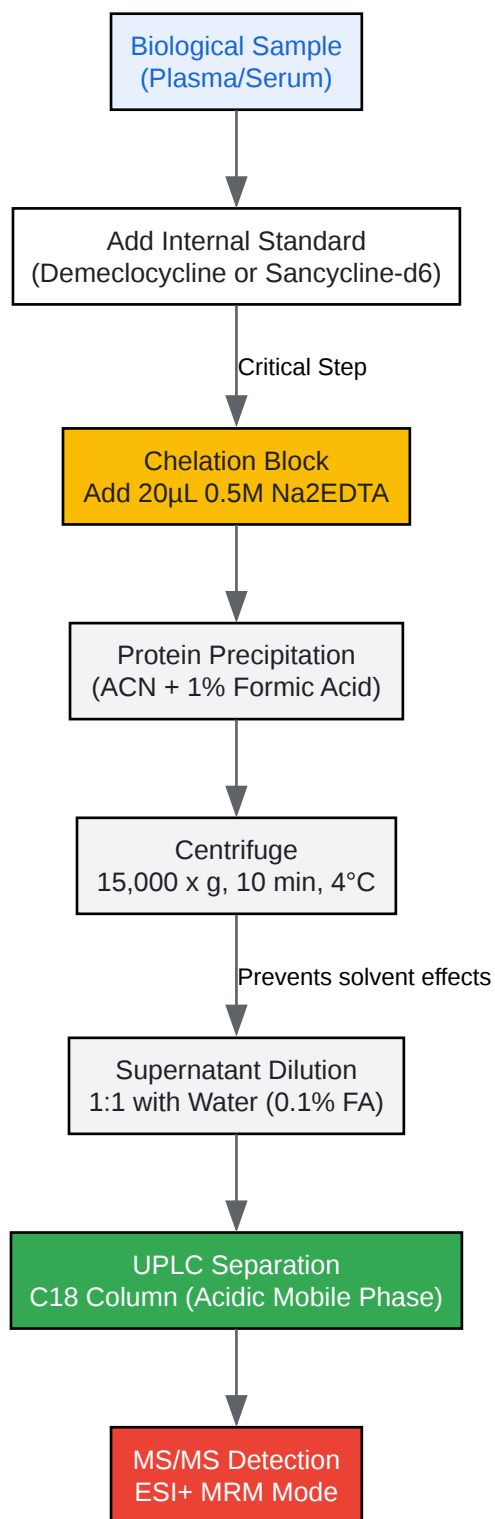 Biological Sample
(Plasma/Serum)
Add Internal Standard
(Demeclocycline or Sancycline-d6)
Critical Step
Chelation Block
Add 20µL 0.5M Na2EDTA
Protein Precipitation
(ACN + 1% Formic Acid)
Centrifuge
15,000 x g, 10 min, 4°C
Prevents solvent effects
Supernatant Dilution
1:1 with Water (0.1% FA)
UPLC Separation
C18 Column (Acidic Mobile Phase)
MS/MS Detection
ESI+ MRM Mode